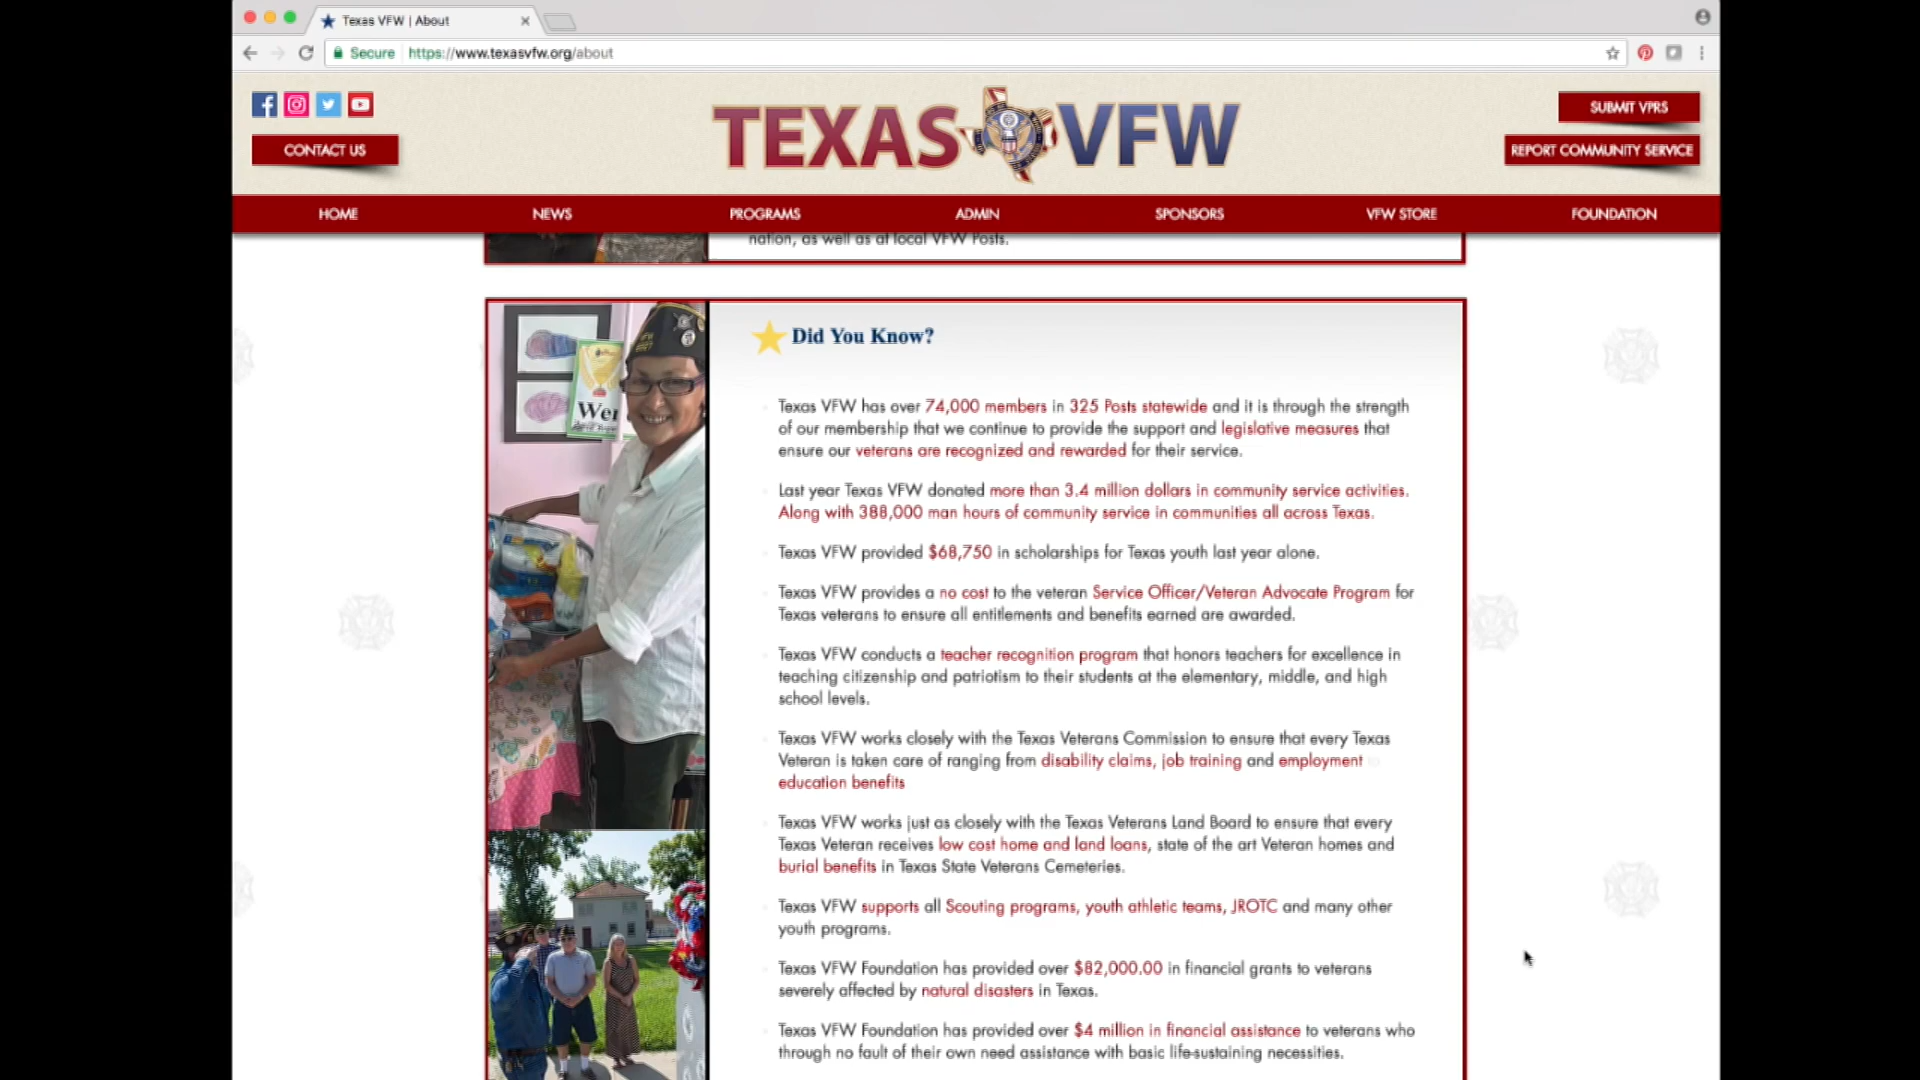 Texas VFW | About
Secure https://www.texasvfw.org/about
CONTACT US
TEXAS VFW
SUBMIT VPRS
REPORT COMMUNITY SERVICE
HOME NEWS PROGRAMS ADMIN SPONSORS VFW STORE FOUNDATION
nation, as well as at local VFW Posts.
Did You Know?
Texas VFW has over 74,000 members in 325 Posts statewide and it is through the strength
of our membership that we continue to provide the support and legislative measures that
ensure our veterans are recognized and rewarded for their service.
Last year Texas VFW donated more than 3.4 million dollars in community service activities.
Along with 388,000 man hours of community service in communities all across Texas.
Texas VFW provided $68,750 in scholarships for Texas youth last year alone.
Texas VFW provides a no cost to the veteran Service Officer/Veteran Advocate Program for
Texas veterans to ensure all entitlements and benefits earned are awarded.
Texas VFW conducts a teacher recognition program that honors teachers for excellence in
teaching citizenship and patriotism to their students at the elementary, middle, and high
school levels.
Texas VFW works closely with the Texas Veterans Commission to ensure that every Texas
Veteran is taken care of ranging from disability claims, job training and employment to
education benefits
Texas VFW works just as closely with the Texas Veterans Land Board to ensure that every
Texas Veteran receives low cost home and land loans, state of the art Veteran homes and
burial benefits in Texas State Veterans Cemeteries.
Texas VFW supports all Scouting programs, youth athletic teams, JROTC and many other
youth programs.
Texas VFW Foundation has provided over $82,000.00 in financial grants to veterans
severely affected by natural disasters in Texas.
Texas VFW Foundation has provided over $4 million in financial assistance to veterans who
through no fault of their own need assistance with basic life-sustaining necessities.